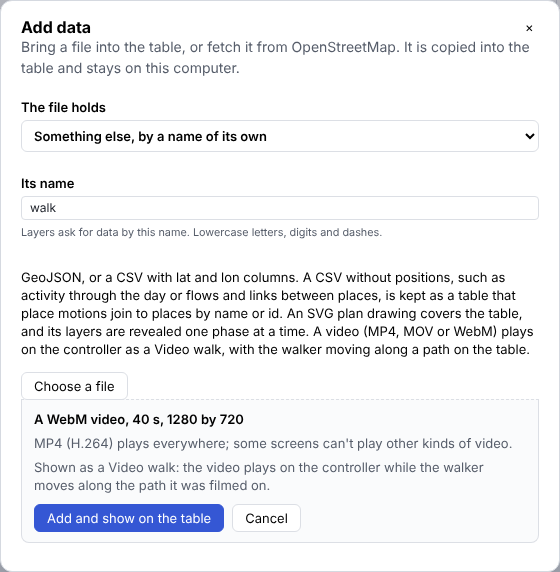 Add data
×
Bring a file into the table, or fetch it from OpenStreetMap. It is copied into the
table and stays on this computer.
The file holds
Something else, by a name of its own
Its name
walk
Layers ask for data by this name. Lowercase letters, digits and dashes.
GeoJSON, or a CSV with lat and lon columns. A CSV without positions, such as
activity through the day or flows and links between places, is kept as a table that
place motions join to places by name or id. An SVG plan drawing covers the table,
and its layers are revealed one phase at a time. A video (MP4, MOV or WebM) plays
on the controller as a Video walk, with the walker moving along a path on the table.
Choose a file
A WebM video, 40 s, 1280 by 720
MP4 (H.264) plays everywhere; some screens can't play other kinds of video.
Shown as a Video walk: the video plays on the controller while the walker
moves along the path it was filmed on.
Add and show on the table
Cancel